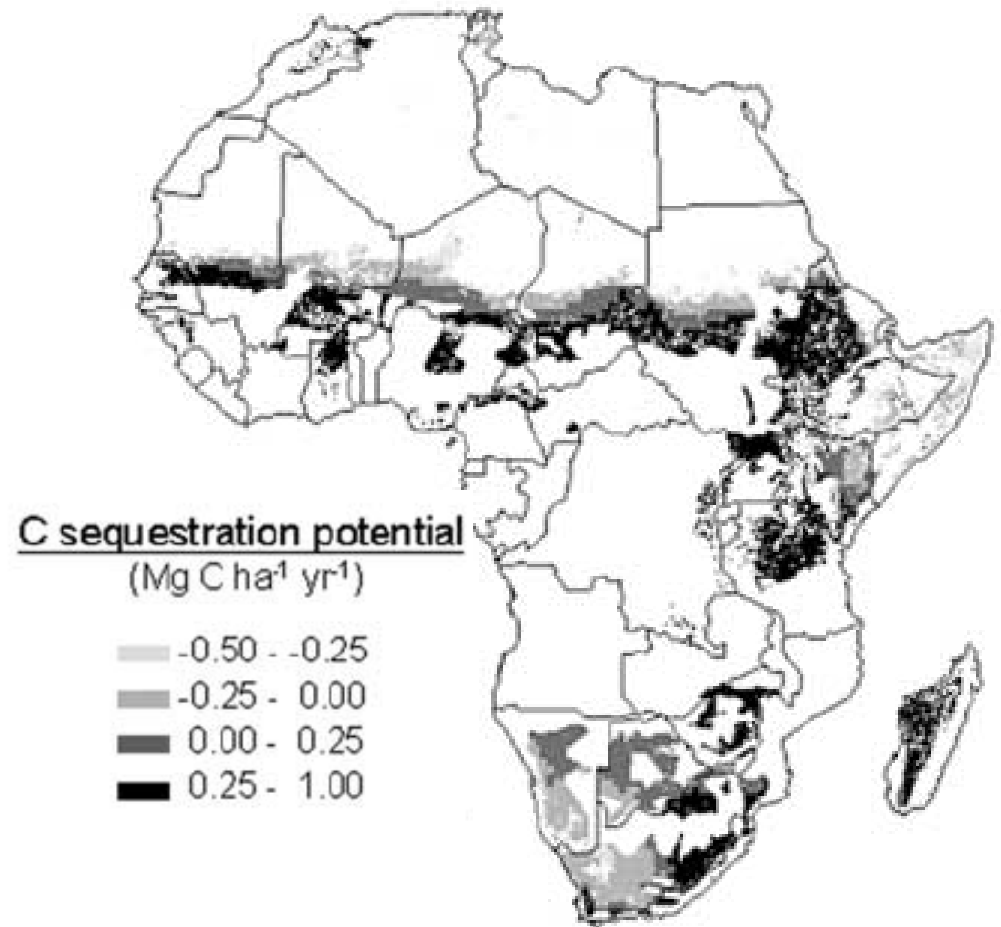 C sequestration potential
(Mg C ha-¹ yr-¹)
-0.50 - -0.25
-0.25 - 0.00
0.00 - 0.25
0.25 - 1.00